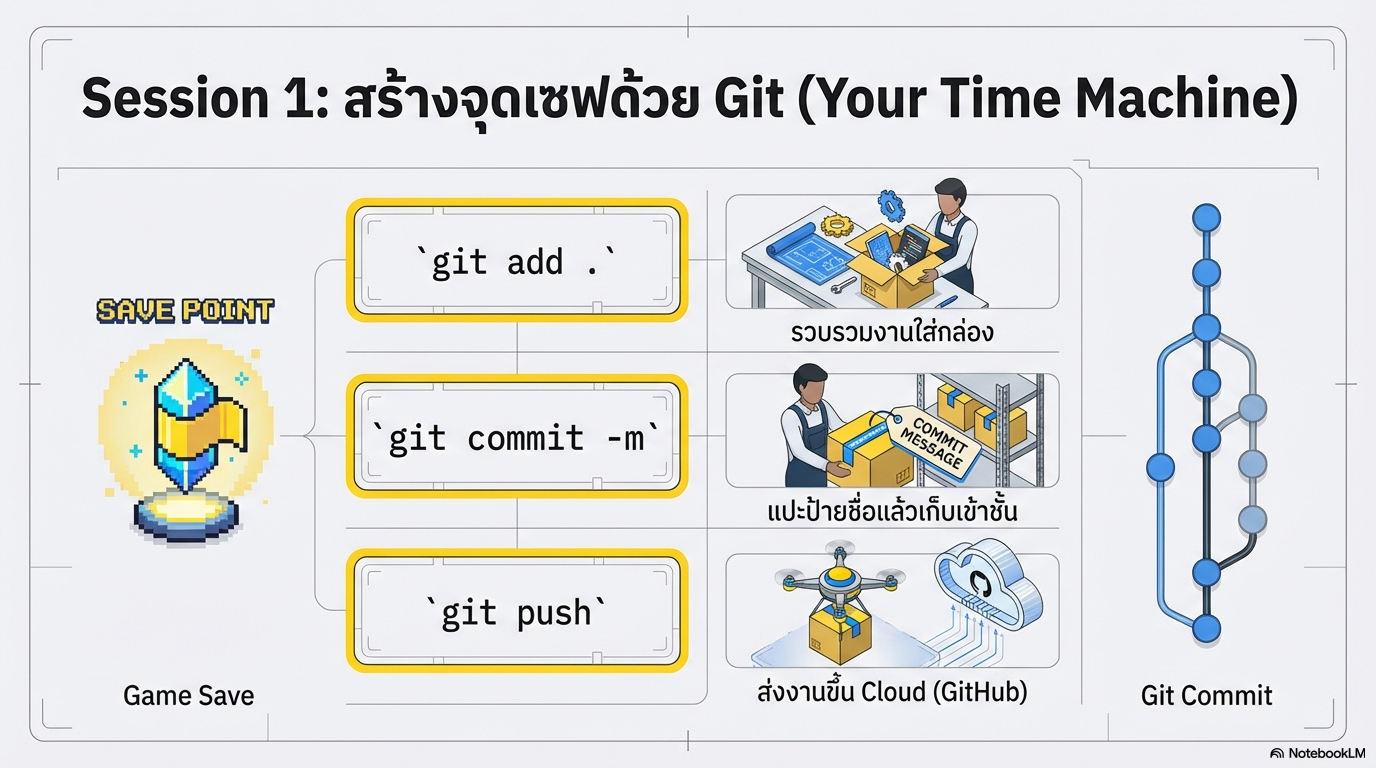 Session 1: สร้างจุดเซฟด้วย Git (Your Time Machine)
SAVE POINT
Game Save
`git add .`
รวบรวมงานใส่กล่อง
`git commit -m`
COMMIT
MESSAGE
แปะป้ายชื่อแล้วเก็บเข้าชั้น
`git push`
ส่งงานขึ้น Cloud (GitHub)
Git Commit
NotebookLM